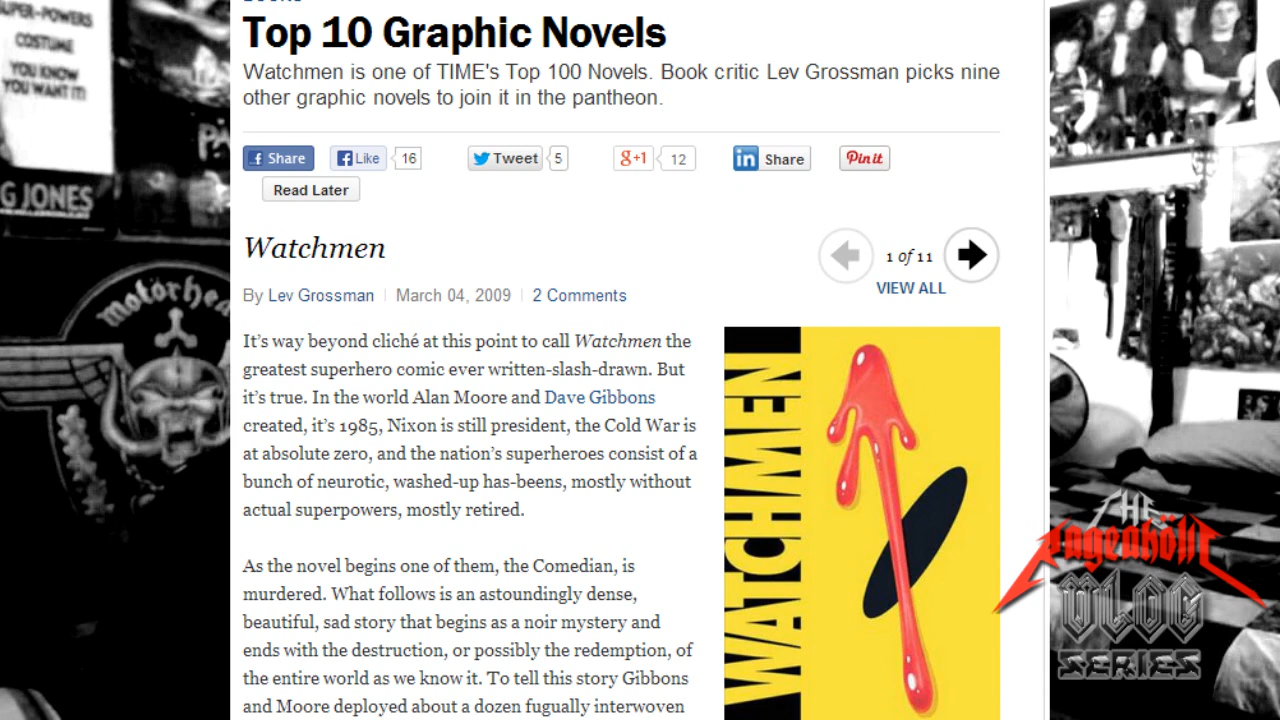 BOOKS
Top 10 Graphic Novels
Watchmen is one of TIME's Top 100 Novels. Book critic Lev Grossman picks nine
other graphic novels to join it in the pantheon.
Share Like 16 Tweet 5 g+1 12 in Share Pin it
Read Later
Watchmen
1 of 11
VIEW ALL
By Lev Grossman March 04, 2009 2 Comments
It's way beyond cliché at this point to call Watchmen the
greatest superhero comic ever written-slash-drawn. But
it's true. In the world Alan Moore and Dave Gibbons
created, it's 1985, Nixon is still president, the Cold War is
at absolute zero, and the nation's superheroes consist of a
bunch of neurotic, washed-up has-beens, mostly without
actual superpowers, mostly retired.
As the novel begins one of them, the Comedian, is
murdered. What follows is an astoundingly dense,
beautiful, sad story that begins as a noir mystery and
ends with the destruction, or possibly the redemption, of
the entire world as we know it. To tell this story Gibbons
and Moore deployed about a dozen fugually interwoven
WATCHMEN
SUPER-POWERS
COSTUME
YOU KNOW
YOU WANT IT!
G JONES
motörhea
THE
VLOG
SERIES